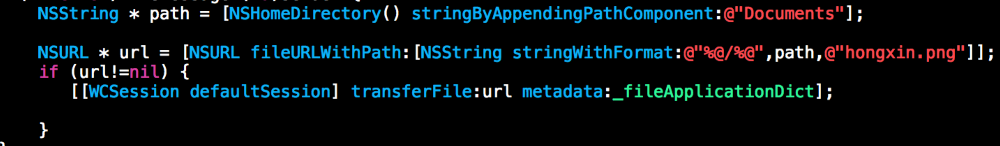 NSString * path = [NSHomeDirectory() stringByAppendingPathComponent:@"Documents"];
NSURL * url = [NSURL fileURLWithPath:[NSString stringWithFormat:@"%@/%@",path,@"hongxin.png"]];
if (url!=nil) {
[[WCSession defaultSession] transferFile:url metadata:_fileApplicationDict];
}